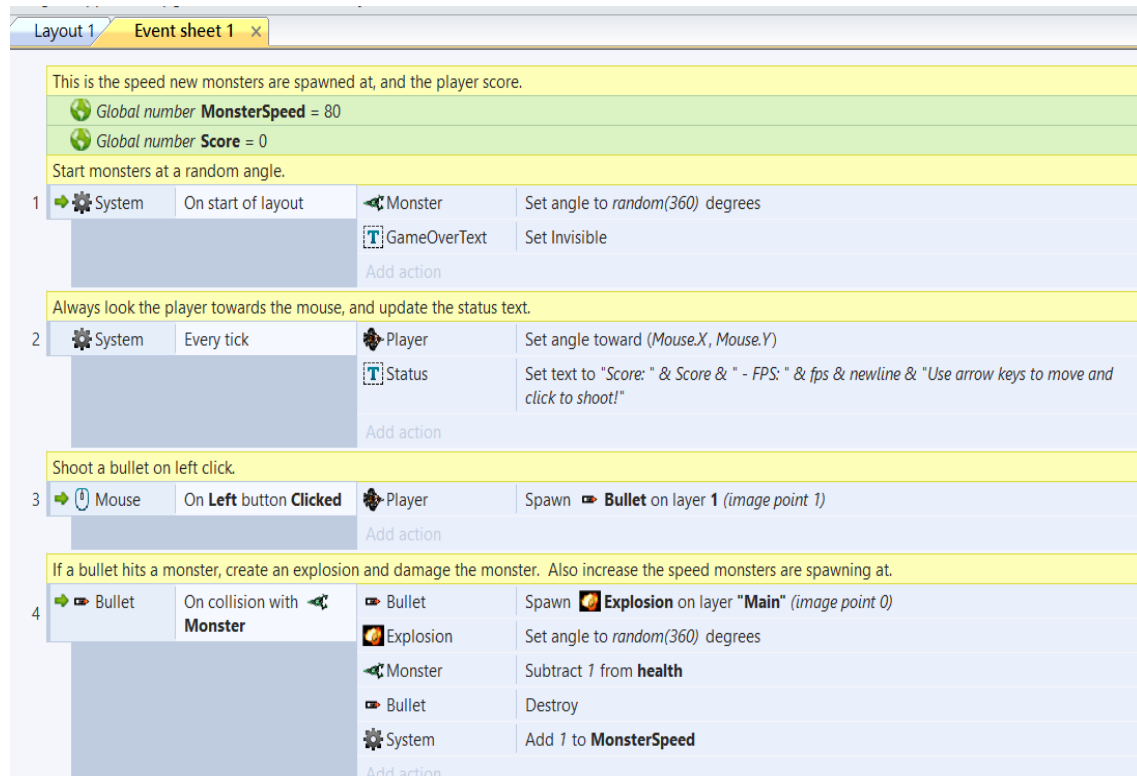 Layout 1 Event sheet 1 ×
This is the speed new monsters are spawned at, and the player score.
Global number MonsterSpeed = 80
Global number Score = 0
Start monsters at a random angle.
1 System On start of layout Monster Set angle to random(360) degrees
T GameOverText Set Invisible
Add action
Always look the player towards the mouse, and update the status text.
2 System Every tick Player Set angle toward (Mouse.X, Mouse.Y)
T Status Set text to "Score: " & Score & " - FPS: " & fps & newline & "Use arrow keys to move and
click to shoot!"
Add action
Shoot a bullet on left click.
3 Mouse On Left button Clicked Player Spawn Bullet on layer 1 (image point 1)
Add action
If a bullet hits a monster, create an explosion and damage the monster.  Also increase the speed monsters are spawning at.
4 Bullet On collision with Monster Bullet Spawn Explosion on layer "Main" (image point 0)
Explosion Set angle to random(360) degrees
Monster Subtract 1 from health
Bullet Destroy
System Add 1 to MonsterSpeed
Add action